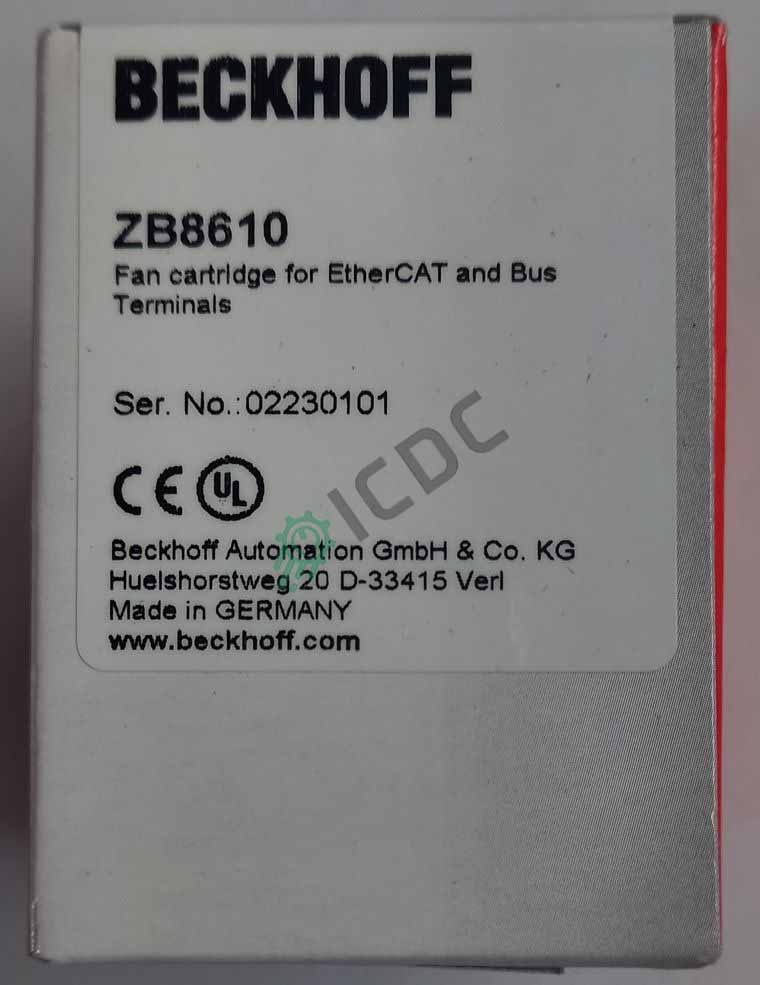 BECKHOFF
ZB8610
Fan cartridge for EtherCAT and Bus
Terminals
Ser. No.:02230101
CE UL
ICDC
Beckhoff Automation GmbH & Co. KG
Huelshorstweg 20 D-33415 Verl
Made in GERMANY
www.beckhoff.com